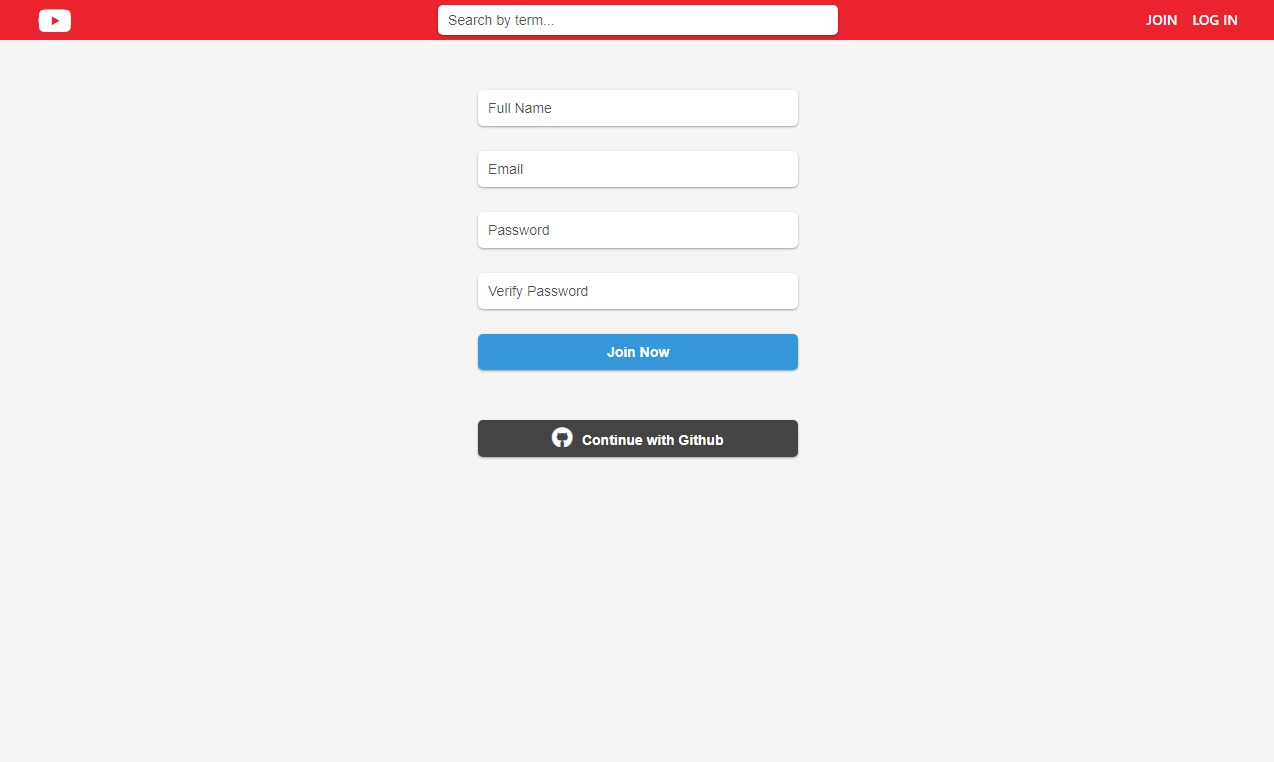 Search by term...
JOIN LOG IN
Full Name
Email
Password
Verify Password
Join Now
Continue with Github